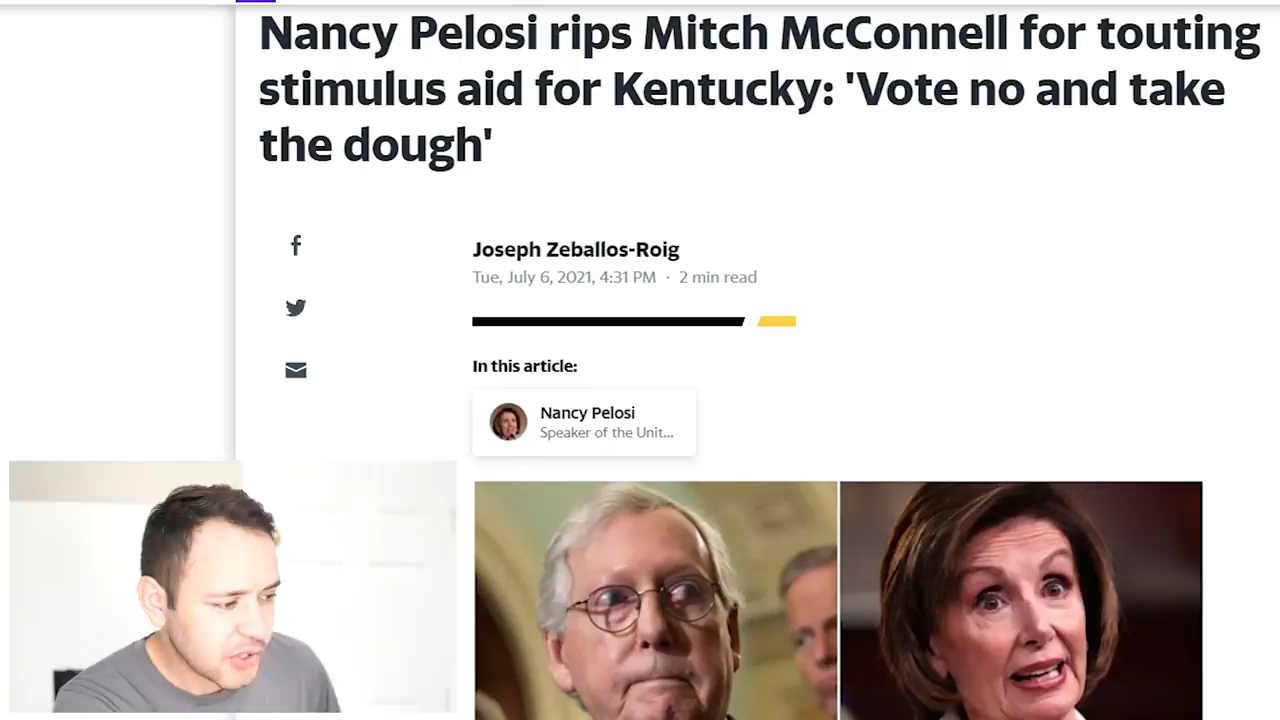 Nancy Pelosi rips Mitch McConnell for touting
stimulus aid for Kentucky: 'Vote no and take
the dough'
Joseph Zeballos-Roig
Tue, July 6, 2021, 4:31 PM · 2 min read
In this article:
Nancy Pelosi
Speaker of the Unit...